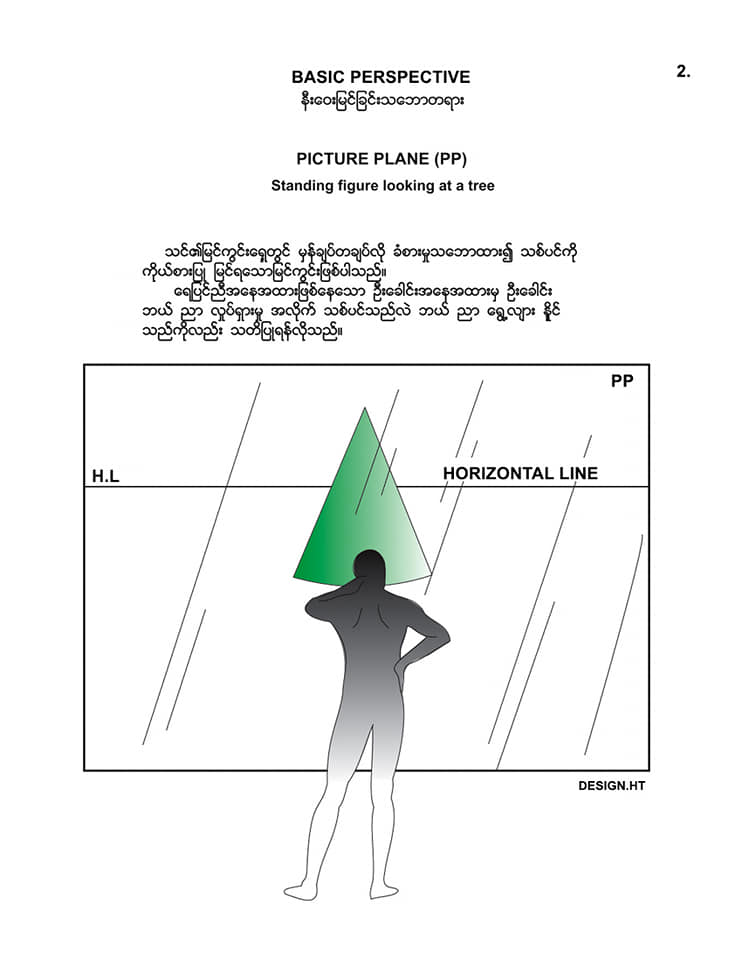 BASIC PERSPECTIVE
2.
နီးဝေးမြင်ခြင်းသဘောတရား
PICTURE PLANE (PP)
Standing figure looking at a tree
သင်၏မြင်ကွင်းရှေ့တွင် မှန်ချပ်တချပ်လို ခံစားမှုသဘောထား၍ သစ်ပင်ကို
ကိုယ်စားပြု မြင်ရသောမြင်ကွင်းဖြစ်ပါသည်။
ရေပြင်ညီအနေအထားဖြစ်နေသော ဦးခေါင်းအနေအထားမှ ဦးခေါင်း
ဘယ် ညာ လှုပ်ရှားမှု အလိုက် သစ်ပင်သည်လဲ ဘယ် ညာ ရွေ့လျား နိူင်
သည်ကိုလည်း သတိပြုရန်လိုသည်။
PP
H.L
HORIZONTAL LINE
DESIGN.HT